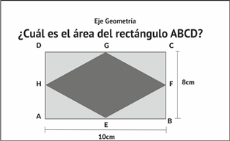 Eje Geometría
¿Cuál es el área del rectángulo ABCD?
D G C
H F 8cm
A E B
10cm